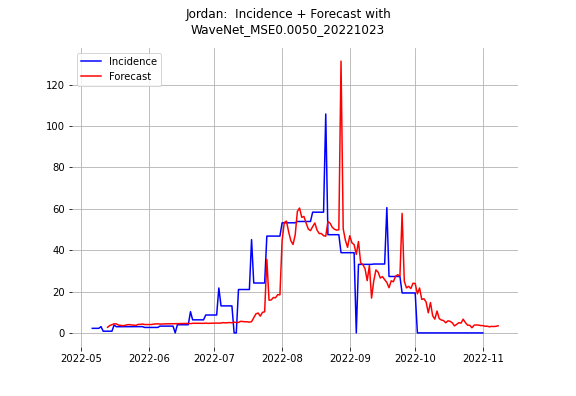 Jordan:  Incidence + Forecast with
WaveNet_MSE0.0050_20221023
Incidence
Forecast
120
100
80
60
40
20
0
2022-05 2022-06 2022-07 2022-08 2022-09 2022-10 2022-11